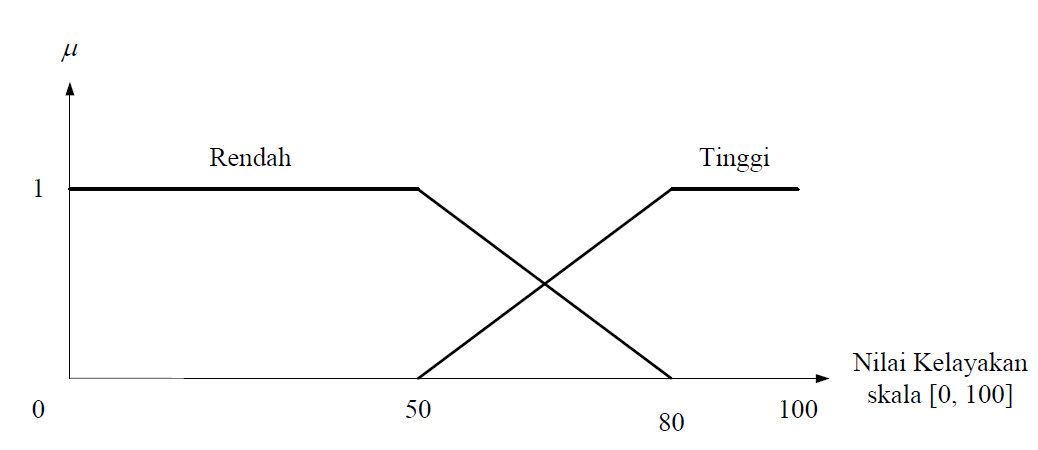 μ
Rendah
Tinggi
1
Nilai Kelayakan
skala [0, 100]
0
50
80
100